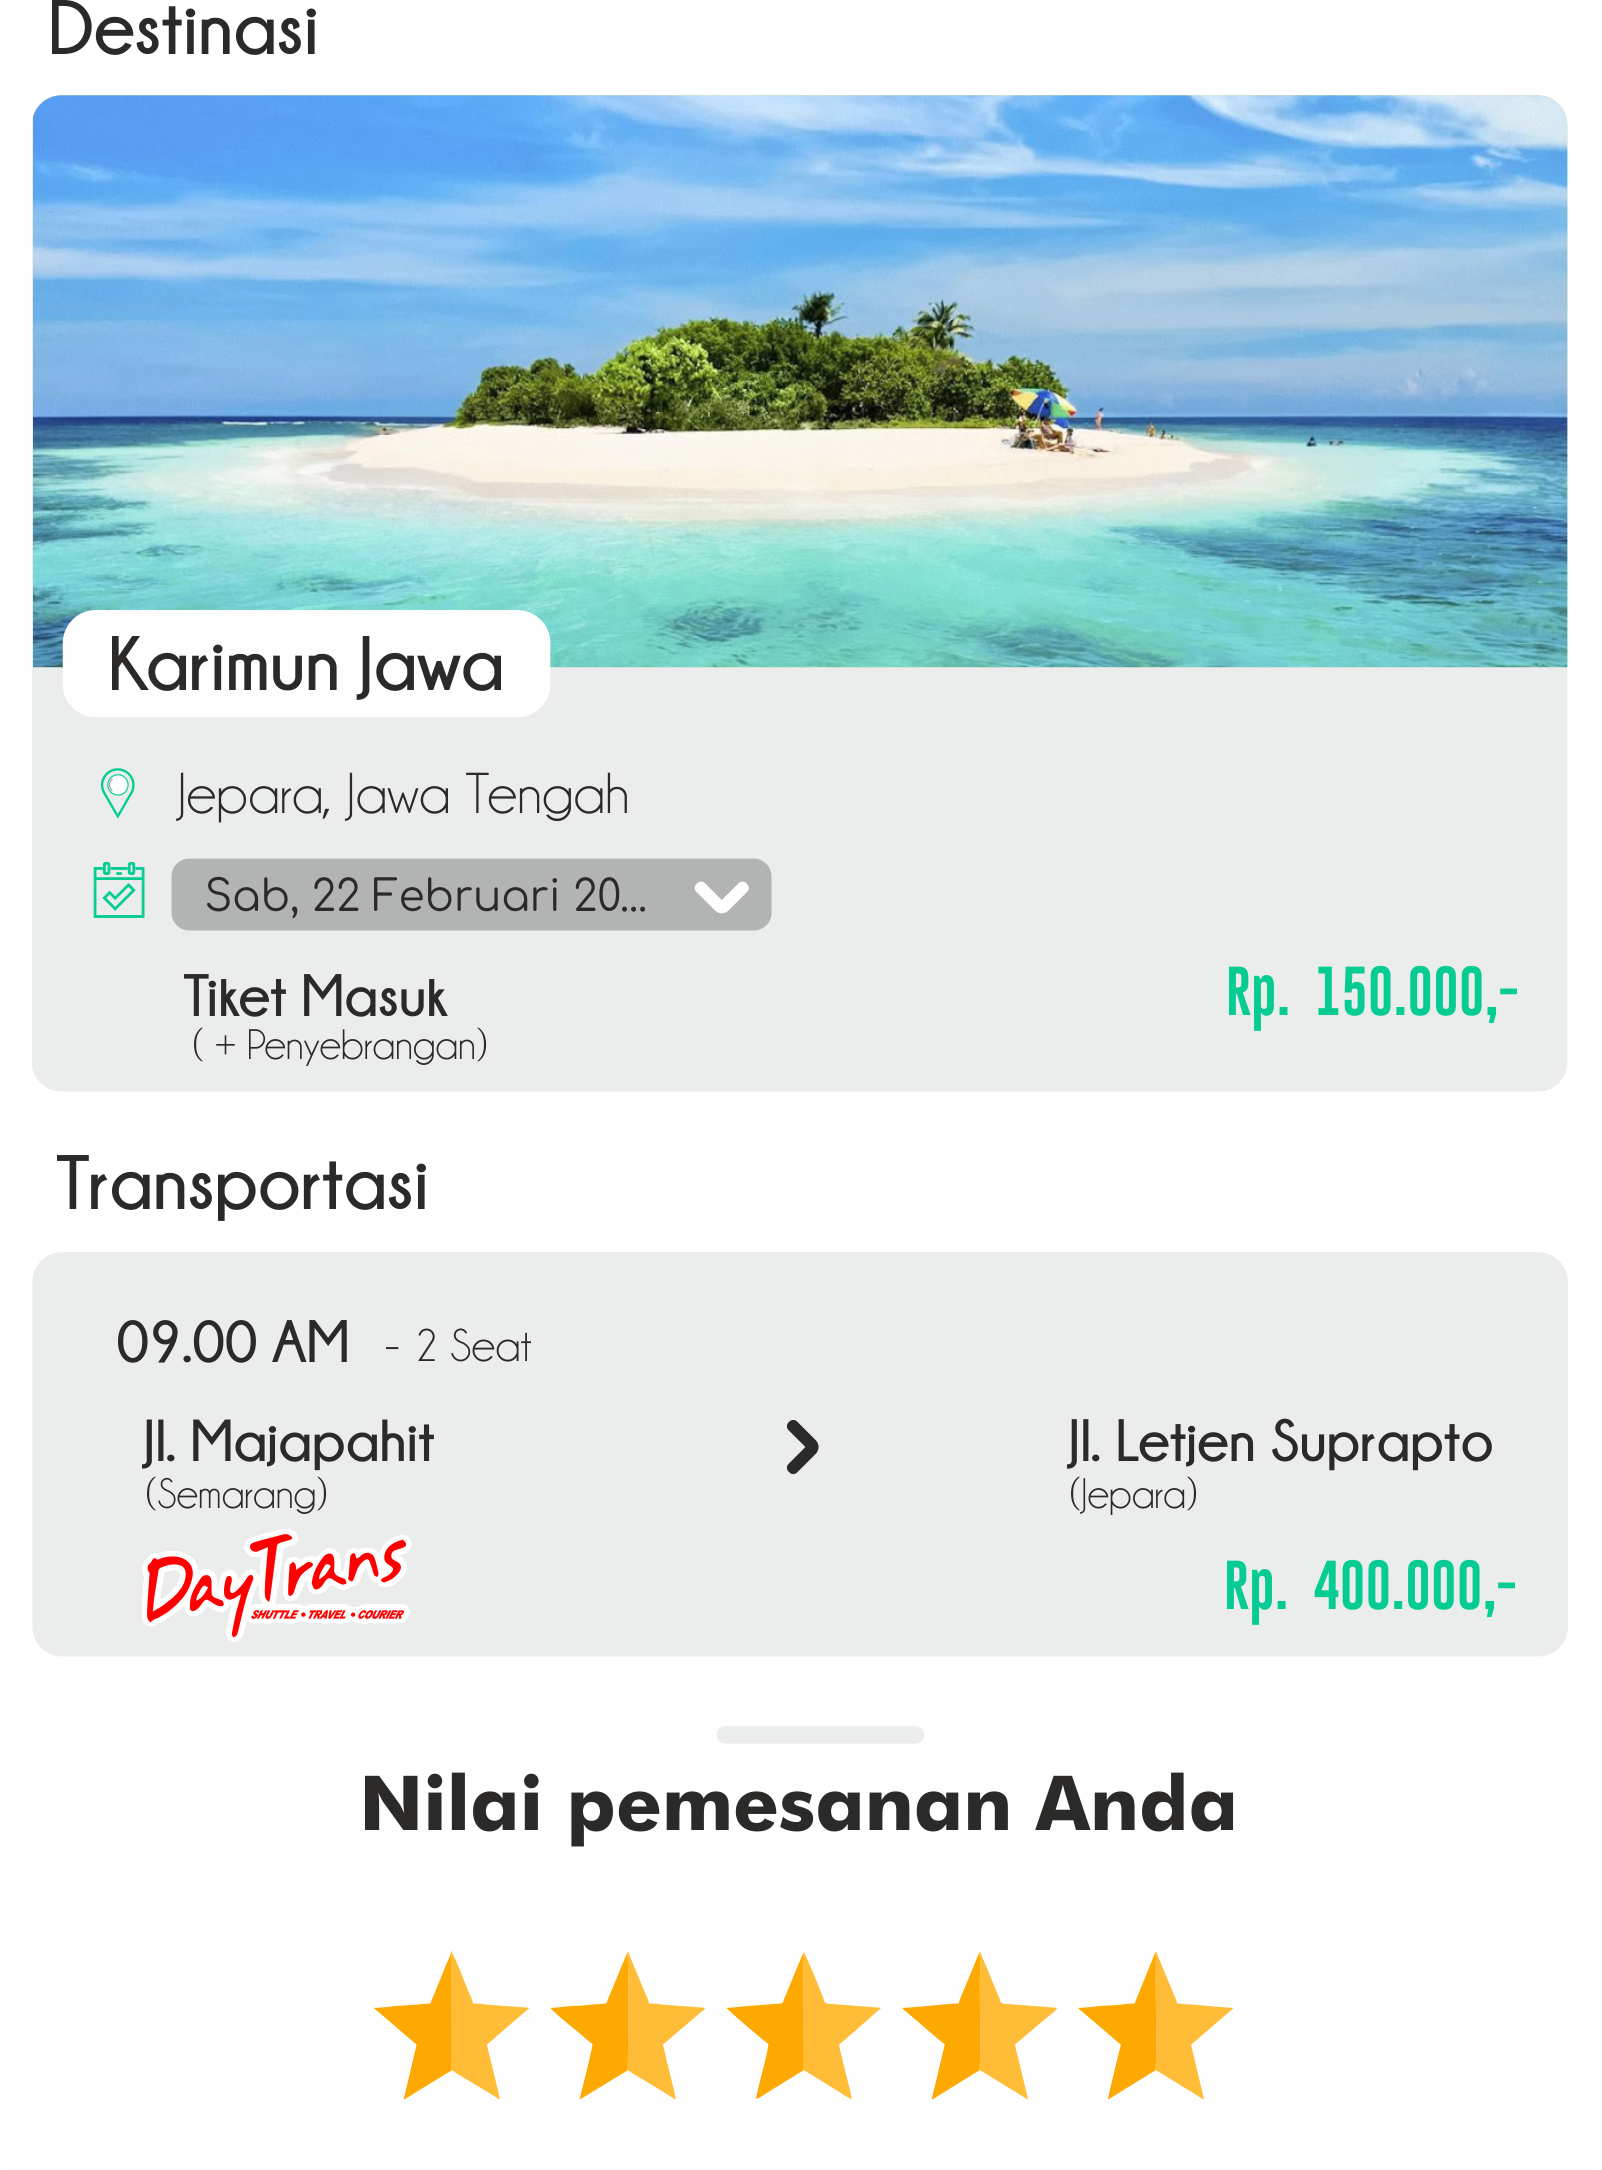 Destinasi
Karimun Jawa
Jepara, Jawa Tengah
Sab, 22 Februari 20...
Tiket Masuk
( + Penyebrangan)
Rp. 150.000,-
Transportasi
09.00 AM - 2 Seat
Jl. Majapahit
(Semarang)
Jl. Letjen Suprapto
(Jepara)
DayTrans
SHUTTLE • TRAVEL • COURIER
Rp. 400.000,-
Nilai pemesanan Anda